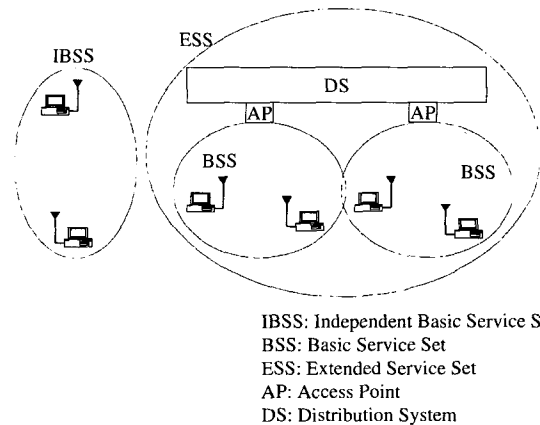 ESS
IBSS
DS
AP
AP
BSS
BSS
IBSS: Independent Basic Service S
BSS: Basic Service Set
ESS: Extended Service Set
AP: Access Point
DS: Distribution System